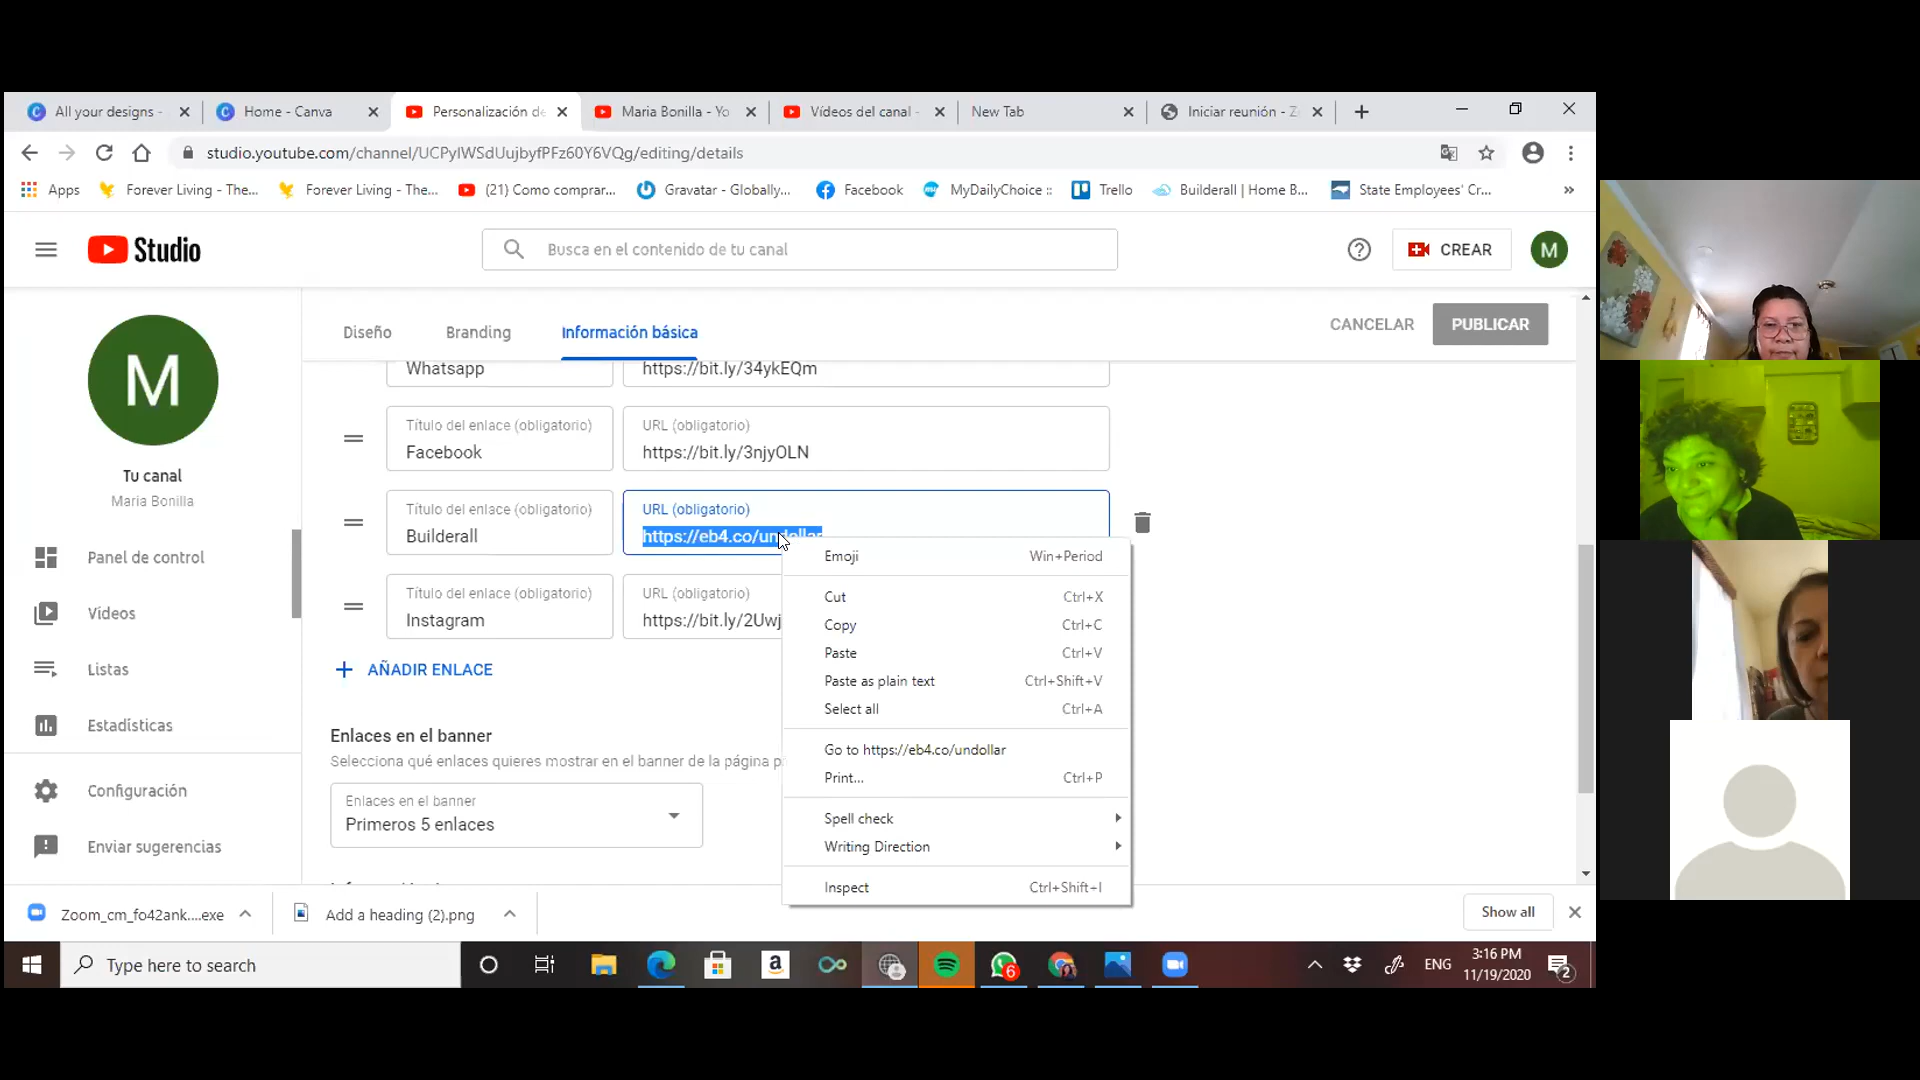 All your designs -
Home - Canva
Personalización de
Maria Bonilla - Yo
Vídeos del canal -
New Tab
Iniciar reunión - Z
studio.youtube.com/channel/UCPyIWSdUujbyfPFz60Y6VQg/editing/details
Apps
Forever Living - The...
Forever Living - The...
(21) Como comprar...
Gravatar - Globally...
Facebook
MyDailyChoice ::
Trello
Builderall | Home B...
State Employees' Cr...
»
Studio
Busca en el contenido de tu canal
CREAR
M
M
Tu canal
Maria Bonilla
Panel de control
Vídeos
Listas
Estadísticas
Configuración
Enviar sugerencias
Diseño
Branding
Información básica
CANCELAR
PUBLICAR
Whatsapp
https://bit.ly/34ykEQm
Título del enlace (obligatorio)
Facebook
URL (obligatorio)
https://bit.ly/3njyOLN
Título del enlace (obligatorio)
Builderall
URL (obligatorio)
https://eb4.co/undollar
Título del enlace (obligatorio)
Instagram
URL (obligatorio)
https://bit.ly/2Uwj
+ AÑADIR ENLACE
Enlaces en el banner
Selecciona qué enlaces quieres mostrar en el banner de la página p
Enlaces en el banner
Primeros 5 enlaces
Emoji Win+Period
Cut Ctrl+X
Copy Ctrl+C
Paste Ctrl+V
Paste as plain text Ctrl+Shift+V
Select all Ctrl+A
Go to https://eb4.co/undollar
Print... Ctrl+P
Spell check
Writing Direction
Inspect Ctrl+Shift+I
Zoom_cm_fo42ank....exe
Add a heading (2).png
Show all
Type here to search
a
6
ENG
3:16 PM
11/19/2020
2